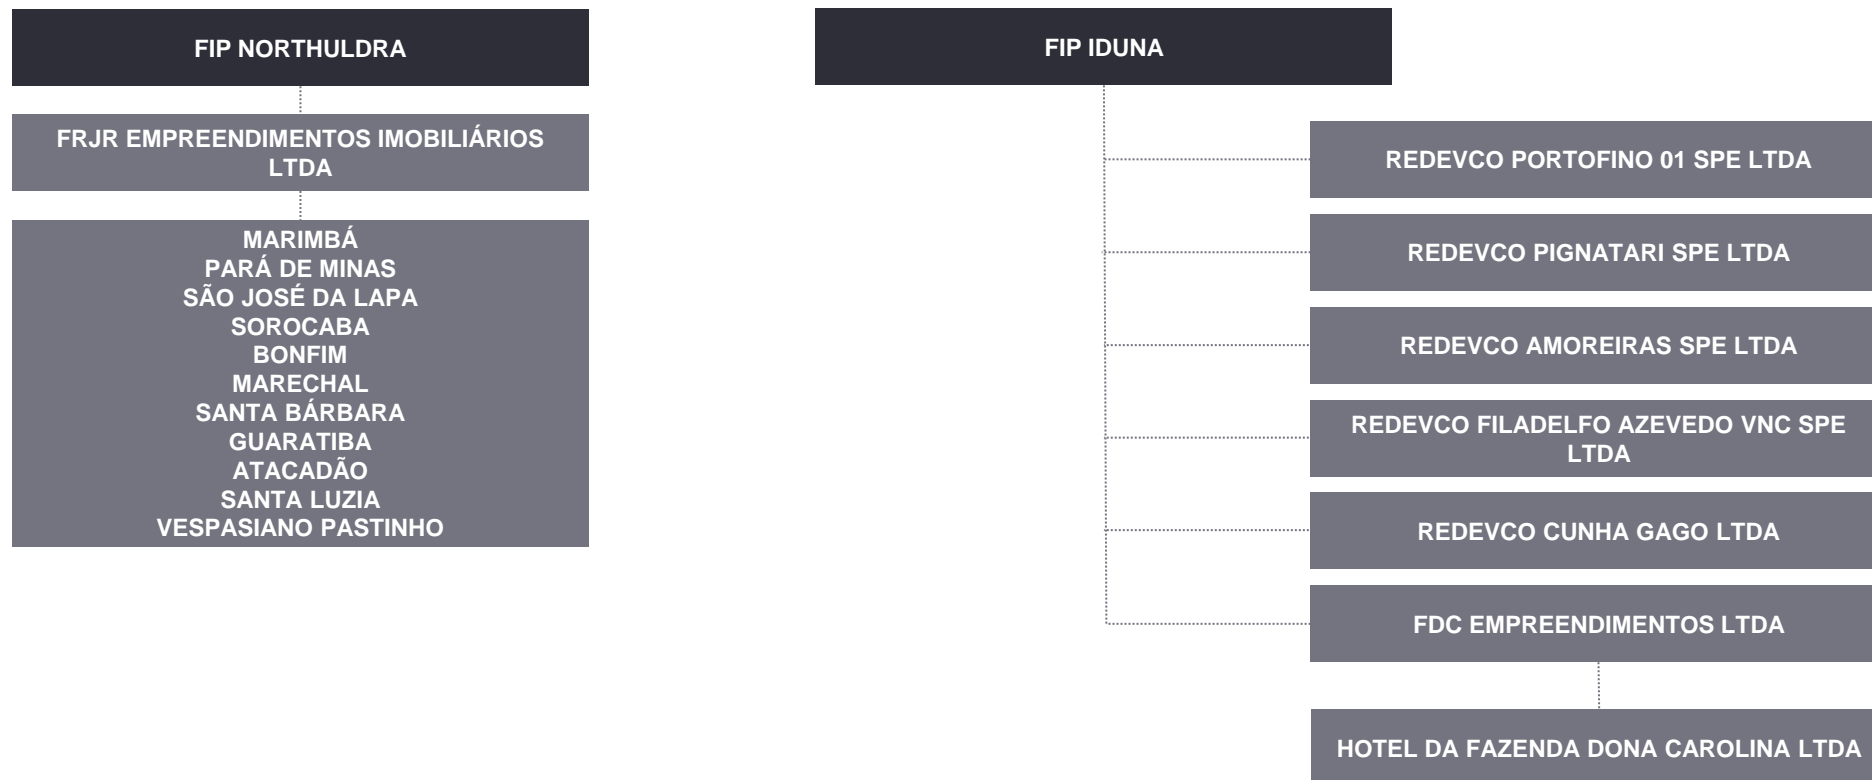 FIP NORTHULDRA
FRJR EMPREENDIMENTOS IMOBILIÁRIOS
LTDA
MARIMBÁ
PARÁ DE MINAS
SÃO JOSÉ DA LAPA
SOROCABA
BONFIM
MARECHAL
SANTA BÁRBARA
GUARATIBA
ATACADÃO
SANTA LUZIA
VESPASIANO PASTINHO
FIP IDUNA
REDEVCO PORTOFINO 01 SPE LTDA
REDEVCO PIGNATARI SPE LTDA
REDEVCO AMOREIRAS SPE LTDA
REDEVCO FILADELFO AZEVEDO VNC SPE
LTDA
REDEVCO CUNHA GAGO LTDA
FDC EMPREENDIMENTOS LTDA
HOTEL DA FAZENDA DONA CAROLINA LTDA